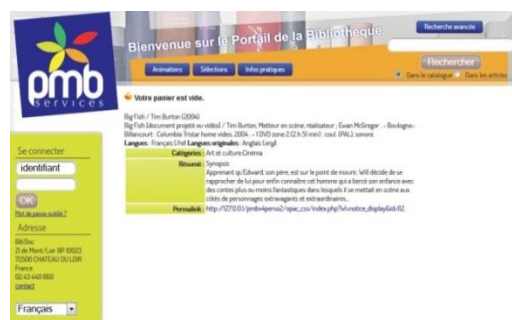 pmb
services
Bienvenue sur le Portail de la Bibliothèque
Recherche avancée
Animations
Sélections
Infos pratiques
Rechercher
Dans le catalogue
Dans les articles
Votre panier est vide.
Big Fish / Tim Burton (2004)
Big Fish [document projeté ou vidéo] / Tim Burton, Metteur en scène, réalisateur ; Ewan McGregor . - Boulogne-
Billancourt : Columbia Tristar home video, 2004 . - 1 DVD zone 2 (2 h 51 min) : coul. (PAL), sonore.
Langues : Français (fre) Langues originales : Anglais (eng)
Catégories : Art et culture:Cinéma
Résumé : Synopsis
Apprenant qu'Edward, son père, est sur le point de mourir, Will décide de se
rapprocher de lui pour enfin connaître cet homme qui a bercé son enfance avec
des contes plus ou moins fantastiques dans lesquels il se mettait en scène aux
côtés de personnages extravagants et extraordinaires...
Permalink : http://127.0.0.1/pmbv4perso2/opac_css/index.php?lvl=notice_display&id=112
Se connecter
identifiant
OK
Mot de passe oublié ?
Adresse
BibDoc
ZI de Mont/Loir BP 10023
72500 CHATEAU DU LOIR
France
02 43 440 660
contact
Français